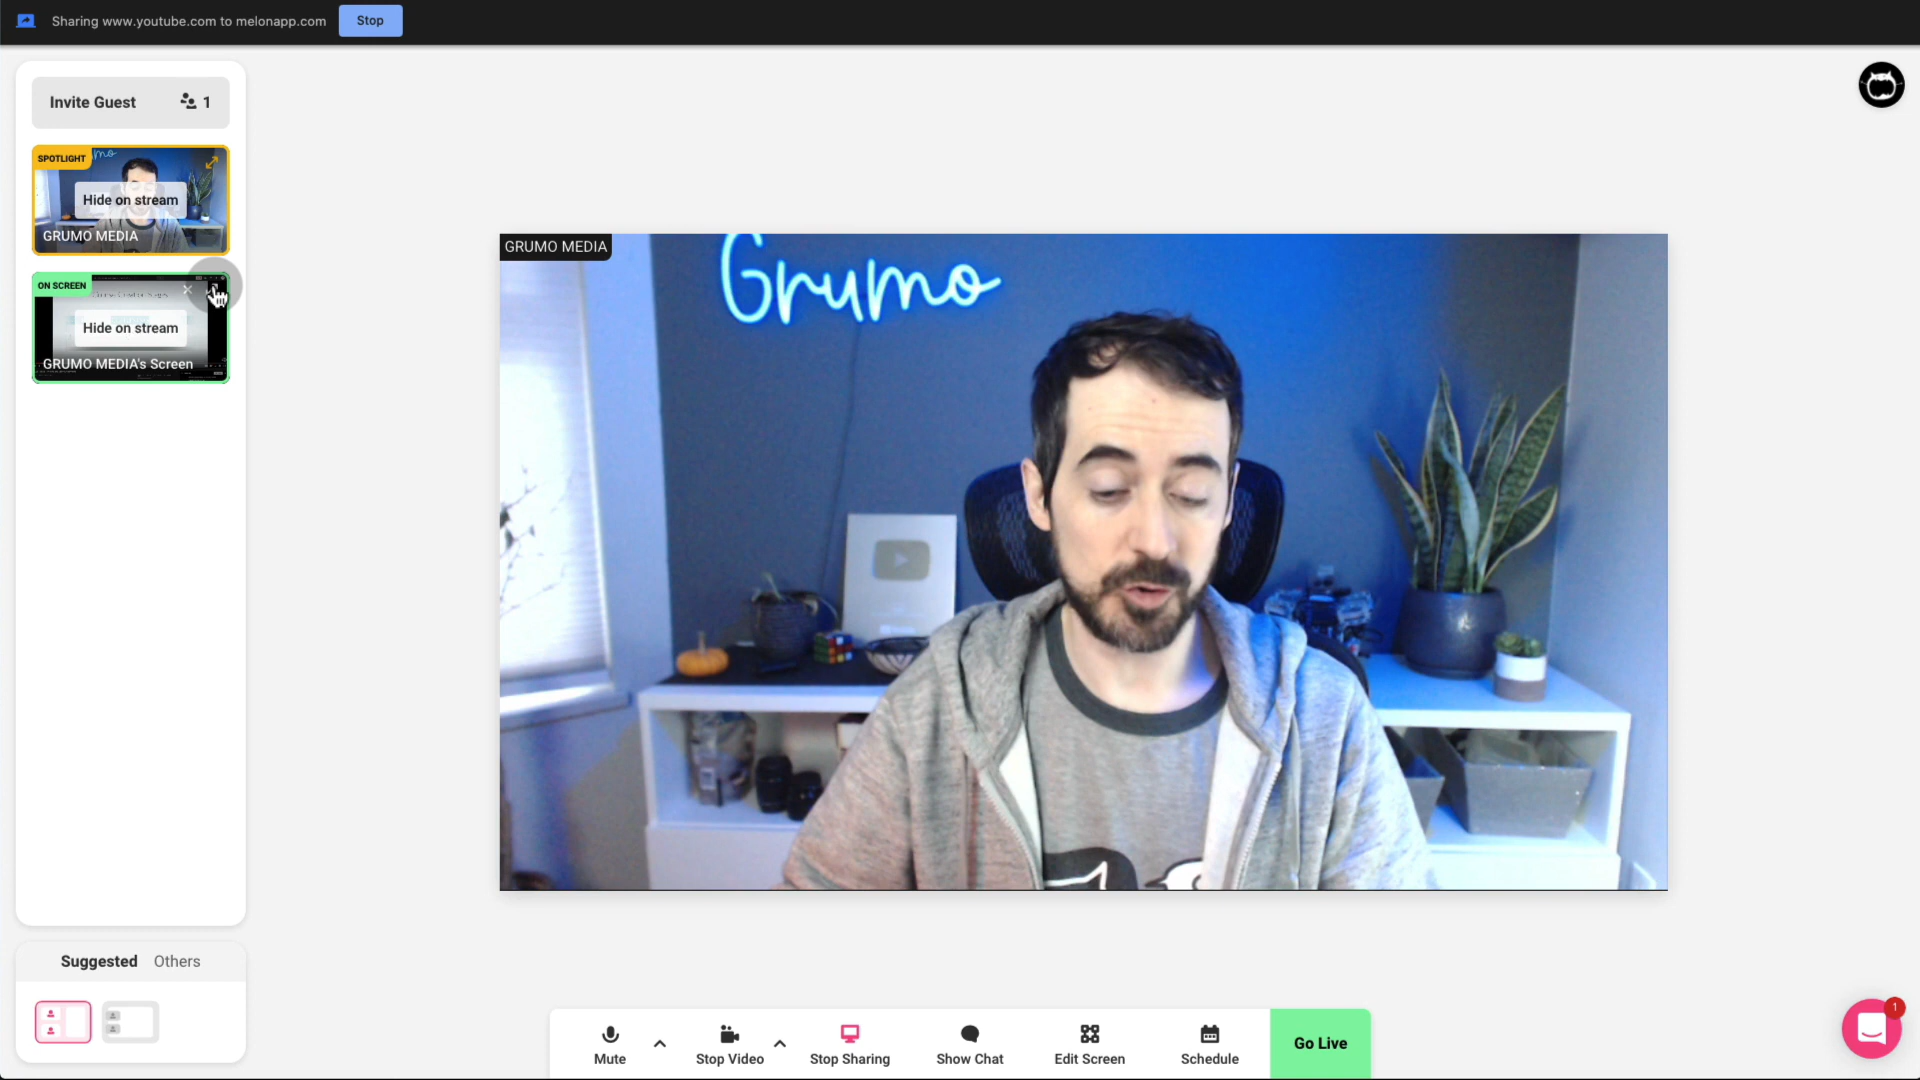 Sharing www.youtube.com to melonapp.com
Stop
Invite Guest
1
SPOTLIGHT
Hide on stream
GRUMO MEDIA
ON SCREEN
Hide on stream
GRUMO MEDIA's Screen
GRUMO MEDIA
Grumo
Suggested
Others
Mute
Stop Video
Stop Sharing
Show Chat
Edit Screen
Schedule
Go Live
1